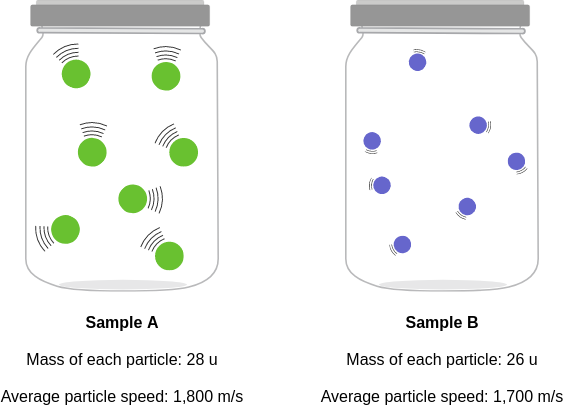 Sample A
Mass of each particle: 28 u
Average particle speed: 1,800 m/s
Sample B
Mass of each particle: 26 u
Average particle speed: 1,700 m/s